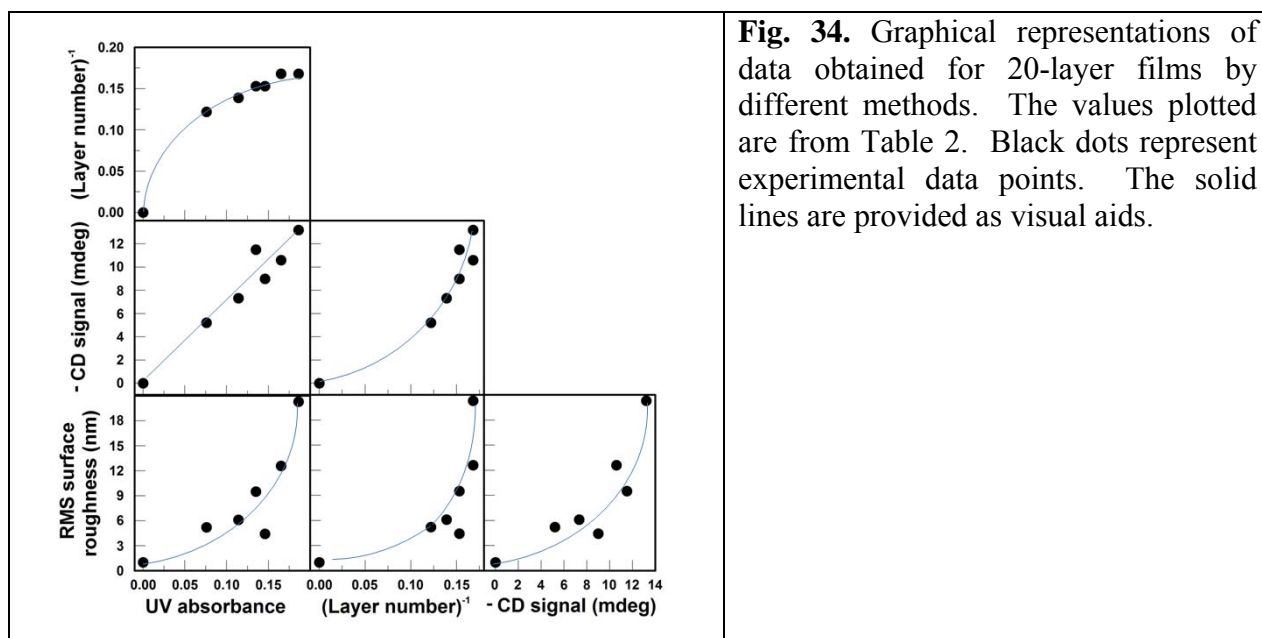 0.20
0.15
0.10
0.05
0.00
(Layer number)⁻¹
12
10
8
6
4
2
0
- CD signal (mdeg)
18
15
12
9
6
3
0
RMS surface
roughness (nm)
0.00 0.05 0.10 0.15
UV absorbance
0.00 0.05 0.10 0.15
(Layer number)⁻¹
0 2 4 6 8 10 12 14
- CD signal (mdeg)
Fig. 34. Graphical representations of
data obtained for 20-layer films by
different methods. The values plotted
are from Table 2. Black dots represent
experimental data points. The solid
lines are provided as visual aids.